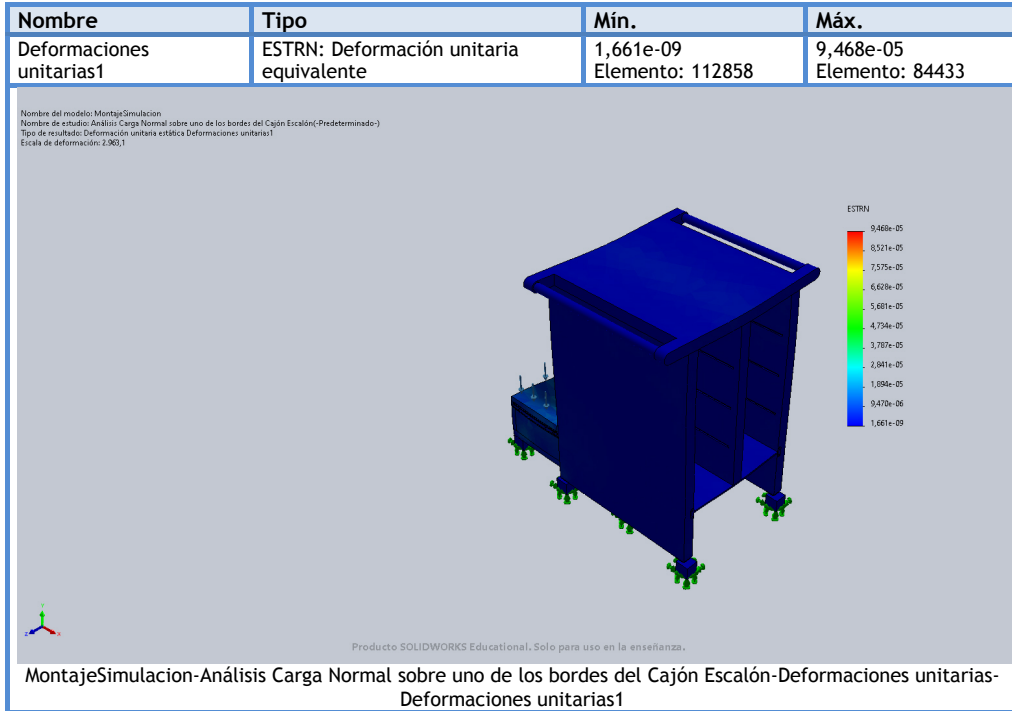 Nombre Tipo Mín. Máx.
Deformaciones unitarias1 ESTRN: Deformación unitaria equivalente 1,661e-09 Elemento: 112858 9,468e-05 Elemento: 84433
Nombre del modelo: MontajeSimulacion
Nombre de estudio: Análisis Carga Normal sobre uno de los bordes del Cajón Escalón(-Predeterminado-)
Tipo de resultado: Deformación unitaria estática Deformaciones unitarias1
Escala de deformación: 2.963,1
ESTRN
9,468e-05
8,521e-05
7,575e-05
6,628e-05
5,681e-05
4,734e-05
3,787e-05
2,841e-05
1,894e-05
9,470e-06
1,661e-09
Y
Z X
Producto SOLIDWORKS Educational. Solo para uso en la enseñanza.
MontajeSimulacion-Análisis Carga Normal sobre uno de los bordes del Cajón Escalón-Deformaciones unitarias-
Deformaciones unitarias1